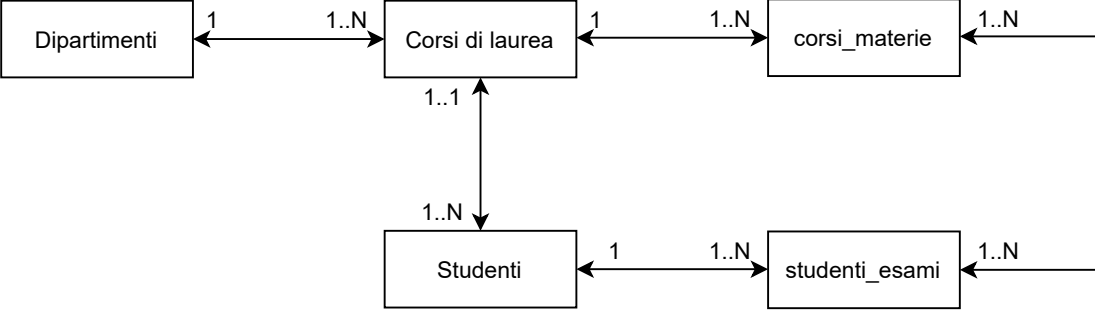 1 1..N 1 1..N 1..N
Dipartimenti Corsi di laurea corsi_materie
1..1
1..N
1 1..N 1..N
Studenti studenti_esami